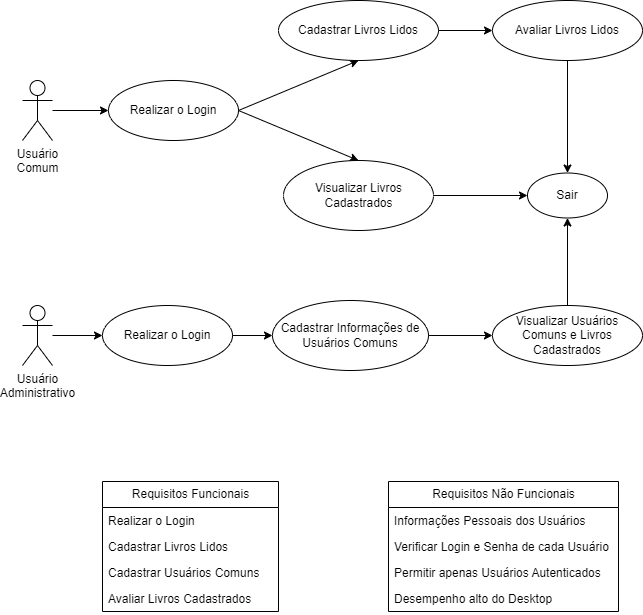 Cadastrar Livros Lidos
Avaliar Livros Lidos
Realizar o Login
Usuário
Comum
Visualizar Livros
Cadastrados
Sair
Realizar o Login
Cadastrar Informações de
Usuários Comuns
Visualizar Usuários
Comuns e Livros
Cadastrados
Usuário
Administrativo
Requisitos Funcionais
Realizar o Login
Cadastrar Livros Lidos
Cadastrar Usuários Comuns
Avaliar Livros Cadastrados
Requisitos Não Funcionais
Informações Pessoais dos Usuários
Verificar Login e Senha de cada Usuário
Permitir apenas Usuários Autenticados
Desempenho alto do Desktop